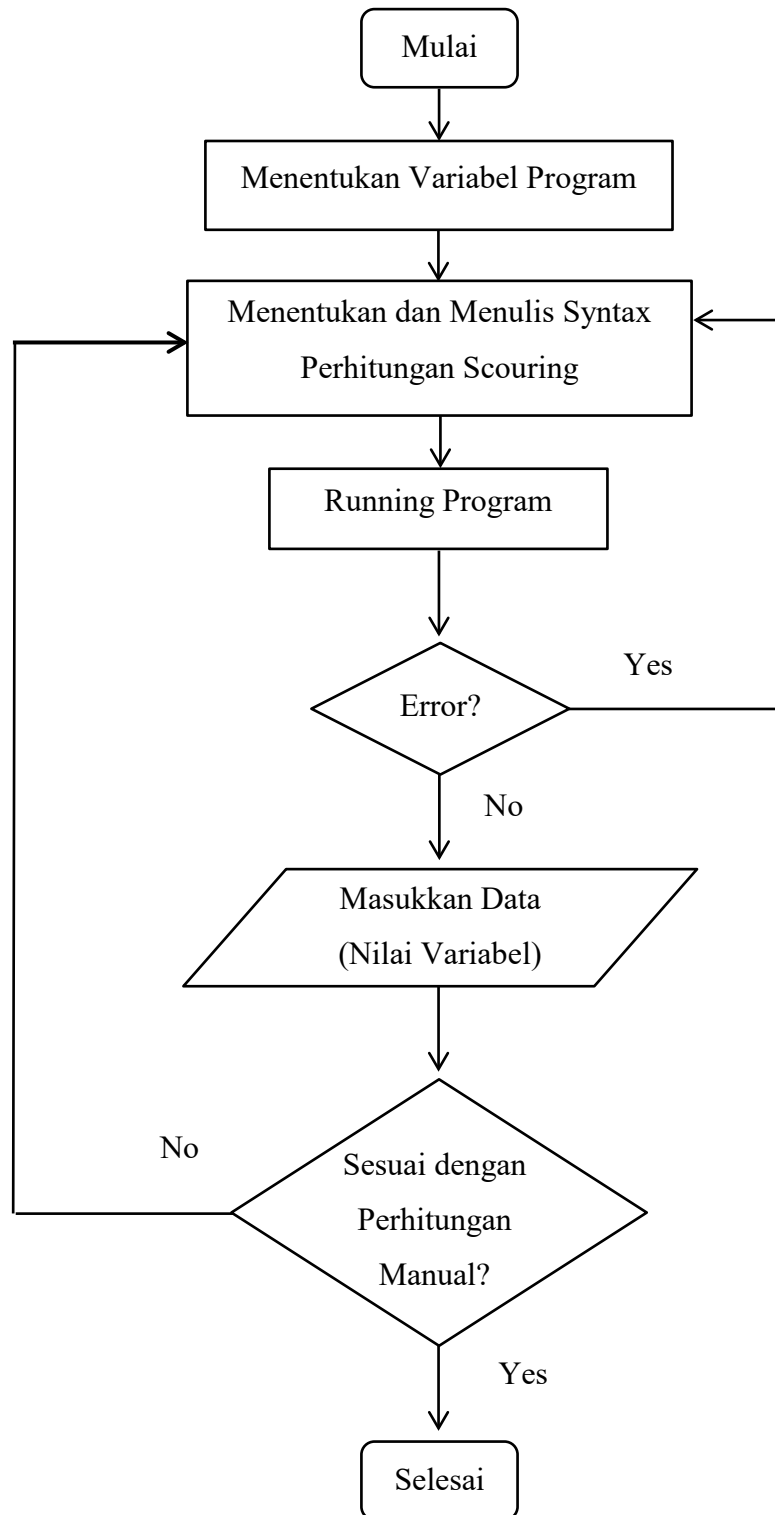 Mulai
Menentukan Variabel Program
Menentukan dan Menulis Syntax
Perhitungan Scouring
Running Program
Yes
Error?
No
Masukkan Data
(Nilai Variabel)
No
Sesuai dengan
Perhitungan
Manual?
Yes
Selesai